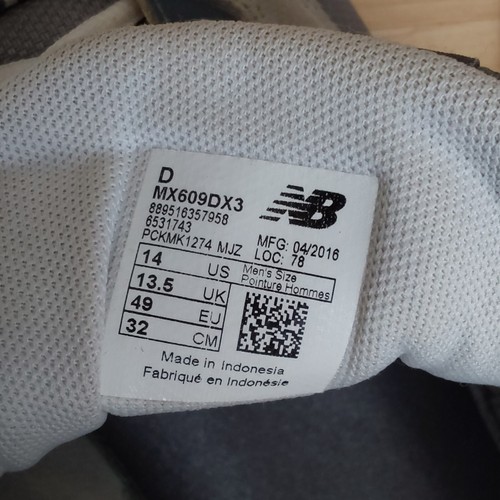 D
MX609DX3
889516357958
6531743
PCKMK1274 MJZ
NB
MFG: 04/2016
LOC: 78
Men's Size
Pointure Hommes
14 US
13.5 UK
49 EU
32 CM
Made in Indonesia
Fabriqué en Indonésie